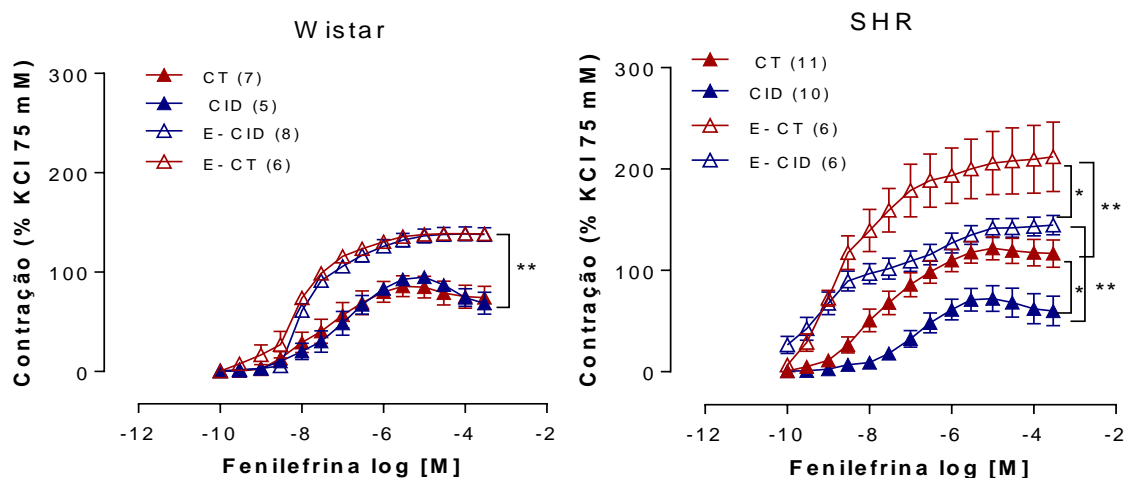 Wistar
CT (7)
CID (5)
E-CID (8)
E-CT (6)
300
200
100
0
Contração (% KCl 75 mM)
**
-12
-10
-8
-6
-4
-2
Fenilefrina log [M]
SHR
CT (11)
CID (10)
E-CT (6)
E-CID (6)
300
200
100
0
Contração (% KCl 75 mM)
*
**
*
**
-12
-10
-8
-6
-4
-2
Fenilefrina log [M]